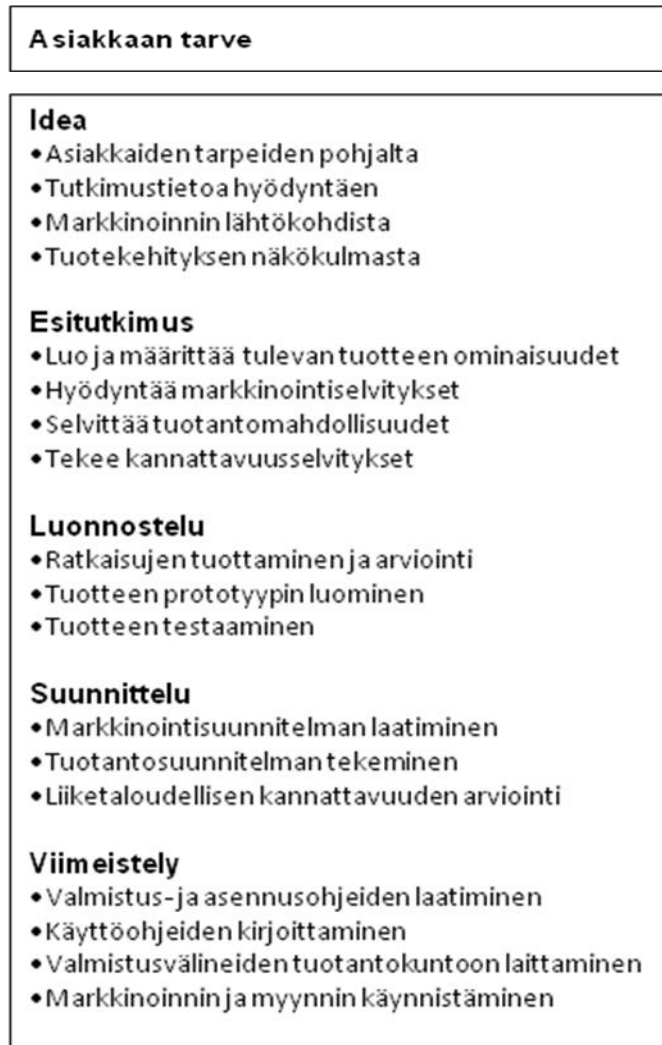 Asiakkaan tarve
Idea
•Asiakkaiden tarpeiden pohjalta
•Tutkimustietoa hyödyntäen
•Markkinoinnin lähtökohdista
•Tuotekehityksen näkökulmasta
Esitutkimus
•Luo ja määrittää tulevan tuotteen ominaisuudet
•Hyödyntää markkinointiselvitykset
•Selvittää tuotantomahdollisuudet
•Tekee kannattavuusselvitykset
Luonnostelu
•Ratkaisujen tuottaminen ja arviointi
•Tuotteen prototyypin luominen
•Tuotteen testaaminen
Suunnittelu
•Markkinointisuunnitelman laatiminen
•Tuotantosuunnitelman tekeminen
•Liiketaloudellisen kannattavuuden arviointi
Viimeistely
•Valmistus- ja asennusohjeiden laatiminen
•Käyttöohjeiden kirjoittaminen
•Valmistusvälineiden tuotantokuntoon laittaminen
•Markkinoinnin ja myynnin käynnistäminen